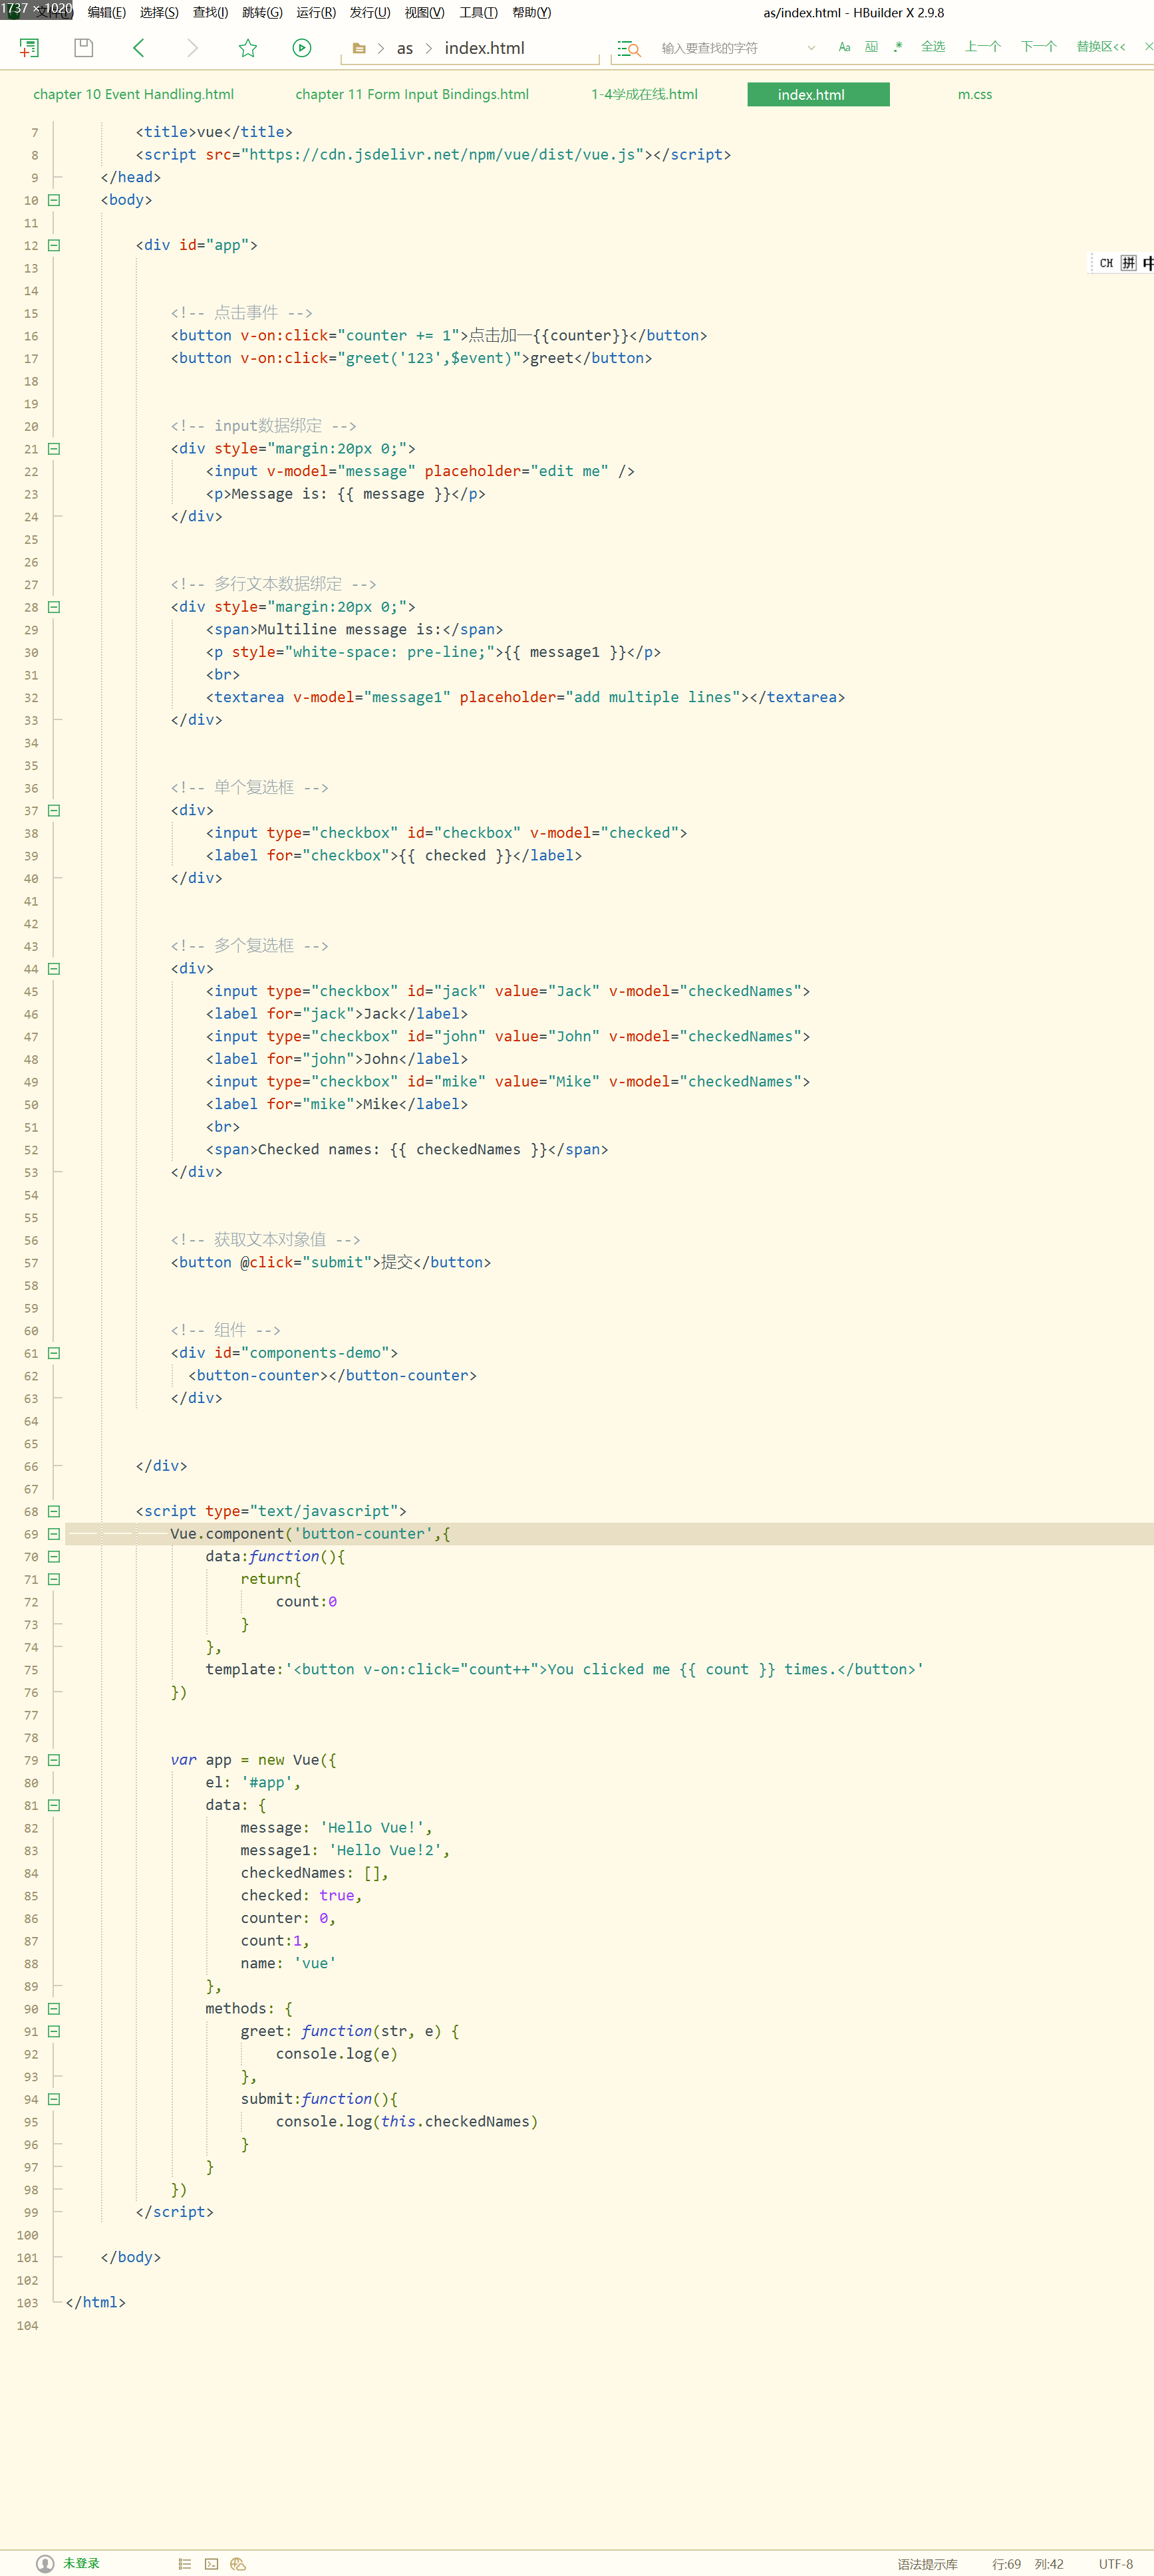 1737 × 1020
编辑(E) 选择(S) 查找(I) 跳转(G) 运行(R) 发行(U) 视图(V) 工具(T) 帮助(Y) as/index.html - HBuilder X 2.9.8
as index.html 输入要查找的字符 Aa Ab .* 全选 上一个 下一个 替换区<<
chapter 10 Event Handling.html chapter 11 Form Input Bindings.html 1-4学成在线.html index.html m.css
7 <title>vue</title>
8 <script src="https://cdn.jsdelivr.net/npm/vue/dist/vue.js"></script>
9 </head>
10 <body>
11
12 <div id="app">
13
CH 拼 中
14
15 <!-- 点击事件 -->
16 <button v-on:click="counter += 1">点击加一{{counter}}</button>
17 <button v-on:click="greet('123',$event)">greet</button>
18
19
20 <!-- input数据绑定 -->
21 <div style="margin:20px 0;">
22 <input v-model="message" placeholder="edit me" />
23 <p>Message is: {{ message }}</p>
24 </div>
25
26
27 <!-- 多行文本数据绑定 -->
28 <div style="margin:20px 0;">
29 <span>Multiline message is:</span>
30 <p style="white-space: pre-line;">{{ message1 }}</p>
31 <br>
32 <textarea v-model="message1" placeholder="add multiple lines"></textarea>
33 </div>
34
35
36 <!-- 单个复选框 -->
37 <div>
38 <input type="checkbox" id="checkbox" v-model="checked">
39 <label for="checkbox">{{ checked }}</label>
40 </div>
41
42
43 <!-- 多个复选框 -->
44 <div>
45 <input type="checkbox" id="jack" value="Jack" v-model="checkedNames">
46 <label for="jack">Jack</label>
47 <input type="checkbox" id="john" value="John" v-model="checkedNames">
48 <label for="john">John</label>
49 <input type="checkbox" id="mike" value="Mike" v-model="checkedNames">
50 <label for="mike">Mike</label>
51 <br>
52 <span>Checked names: {{ checkedNames }}</span>
53 </div>
54
55
56 <!-- 获取文本对象值 -->
57 <button @click="submit">提交</button>
58
59
60 <!-- 组件 -->
61 <div id="components-demo">
62 <button-counter></button-counter>
63 </div>
64
65
66 </div>
67
68 <script type="text/javascript">
69 Vue.component('button-counter',{
70 data:function(){
71 return{
72 count:0
73 }
74 },
75 template:'<button v-on:click="count++">You clicked me {{ count }} times.</button>'
76 })
77
78
79 var app = new Vue({
80 el: '#app',
81 data: {
82 message: 'Hello Vue!',
83 message1: 'Hello Vue!2',
84 checkedNames: [],
85 checked: true,
86 counter: 0,
87 count:1,
88 name: 'vue'
89 },
90 methods: {
91 greet: function(str, e) {
92 console.log(e)
93 },
94 submit:function(){
95 console.log(this.checkedNames)
96 }
97 }
98 })
99 </script>
100
101 </body>
102
103 </html>
104
未登录 语法提示库 行:69 列:42 UTF-8